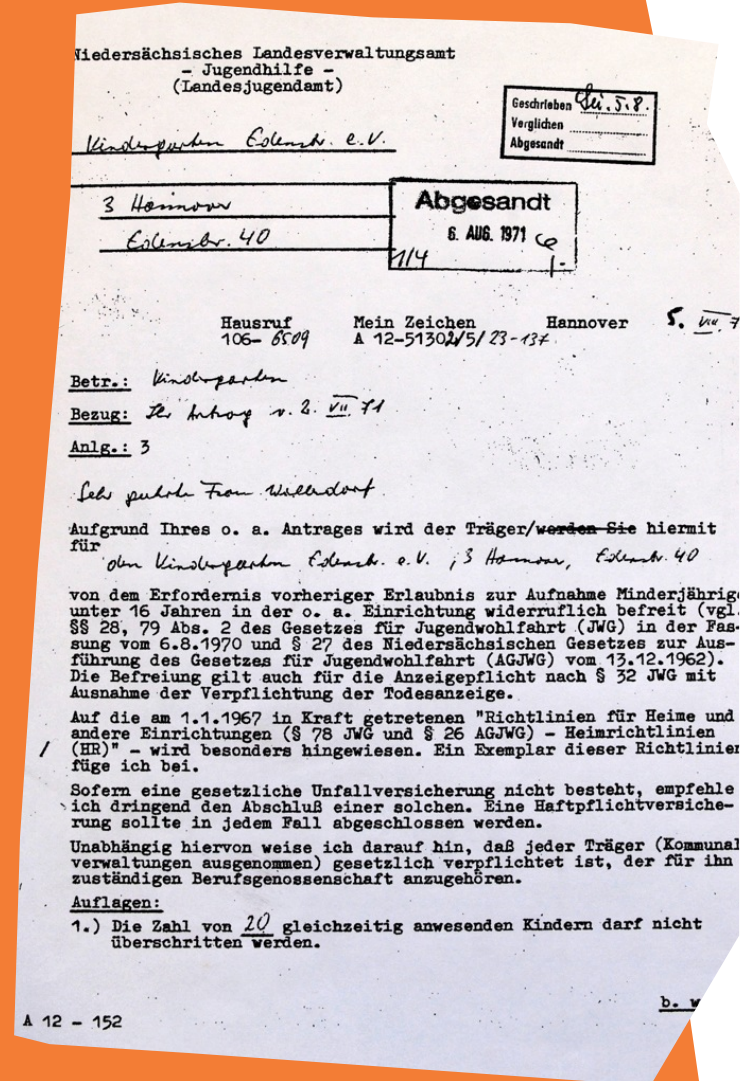 Niedersächsisches Landesverwaltungsamt
- Jugendhilfe -
(Landesjugendamt)
Geschrieben Sei. 5.8.
Verglichen
Abgesandt
Kindergarten Edenstr. e.V.
3 Hannover
Edenstr. 40
Abgesandt
6. AUG. 1971
1/4
Hausruf Mein Zeichen Hannover 5. VIII 7
106- 6509 A 12-51302/5/23-137
Betr.: Kindergarten
Bezug: Ihr Antrag v. 2. VII. 71
Anlg.: 3
Sehr geehrte Frau
Aufgrund Ihres o. a. Antrages wird der Träger/werden Sie hiermit
für
den Kindergarten Edenstr. e.V., 3 Hannover, Edenstr. 40
von dem Erfordernis vorheriger Erlaubnis zur Aufnahme Minderjährige
unter 16 Jahren in der o. a. Einrichtung widerruflich befreit (vgl.
§§ 28, 79 Abs. 2 des Gesetzes für Jugendwohlfahrt (JWG) in der Fas-
sung vom 6.8.1970 und § 27 des Niedersächsischen Gesetzes zur Aus-
führung des Gesetzes für Jugendwohlfahrt (AGJWG) vom 13.12.1962).
Die Befreiung gilt auch für die Anzeigepflicht nach § 32 JWG mit
Ausnahme der Verpflichtung der Todesanzeige.
Auf die am 1.1.1967 in Kraft getretenen "Richtlinien für Heime und
andere Einrichtungen (§ 78 JWG und § 26 AGJWG) - Heimrichtlinien
/ (HR)" - wird besonders hingewiesen. Ein Exemplar dieser Richtlinien
füge ich bei.
Sofern eine gesetzliche Unfallversicherung nicht besteht, empfehle
ich dringend den Abschluß einer solchen. Eine Haftpflichtversiche-
rung sollte in jedem Fall abgeschlossen werden.
Unabhängig hiervon weise ich darauf hin, daß jeder Träger (Kommunal
verwaltungen ausgenommen) gesetzlich verpflichtet ist, der für ihn
zuständigen Berufsgenossenschaft anzugehören.
Auflagen:
1.) Die Zahl von 20 gleichzeitig anwesenden Kindern darf nicht
überschritten werden.
b. w
A 12 - 152